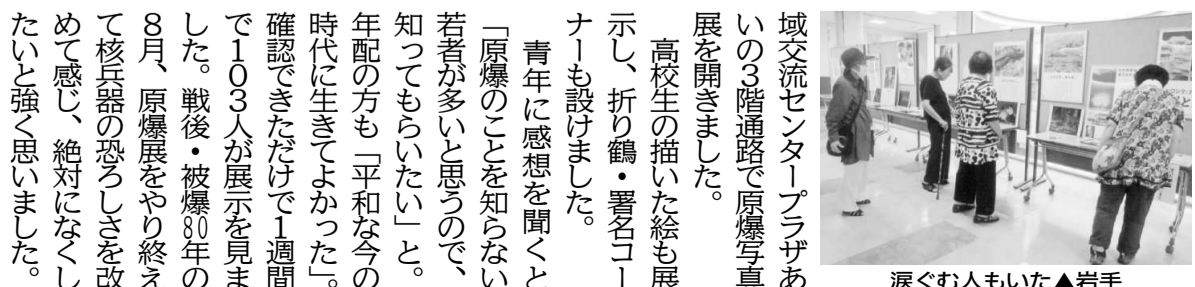 域交流センタープラザあ
いの３階通路で原爆写真
展を開きました。
高校生の描いた絵も展
示し、折り鶴・署名コー
ナーも設けました。
青年に感想を聞くと
「原爆のことを知らない
若者が多いと思うので、
知ってもらいたい」と。
年配の方も「平和な今の
時代に生きてよかった」。
確認できただけで１週間
で１０３人が展示を見ま
した。戦後・被爆80年の
８月、原爆展をやり終え
て核兵器の恐ろしさを改
めて感じ、絶対になくし
たいと強く思いました。
涙ぐむ人もいた▲岩手